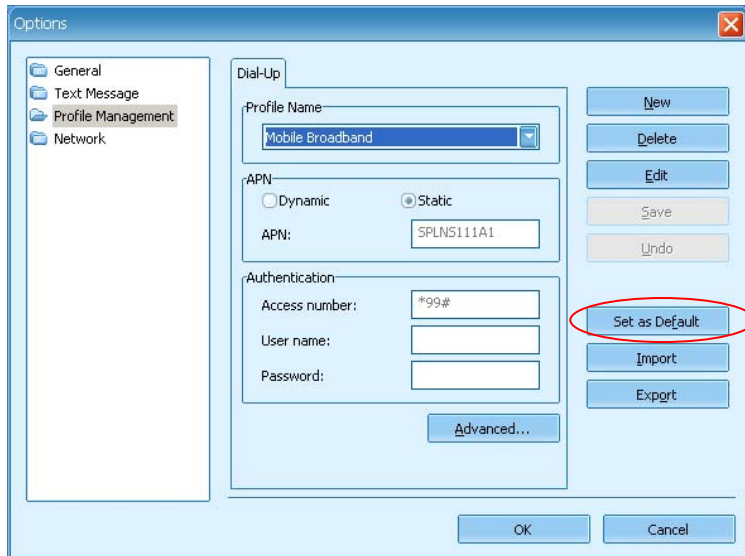 Options
General
Text Message
Profile Management
Network
Dial-Up
Profile Name
Mobile Broadband
APN
Dynamic
Static
APN:
SPLNS111A1
Authentication
Access number:
*99#
User name:
Password:
Advanced...
New
Delete
Edit
Save
Undo
Set as Default
Import
Export
OK
Cancel